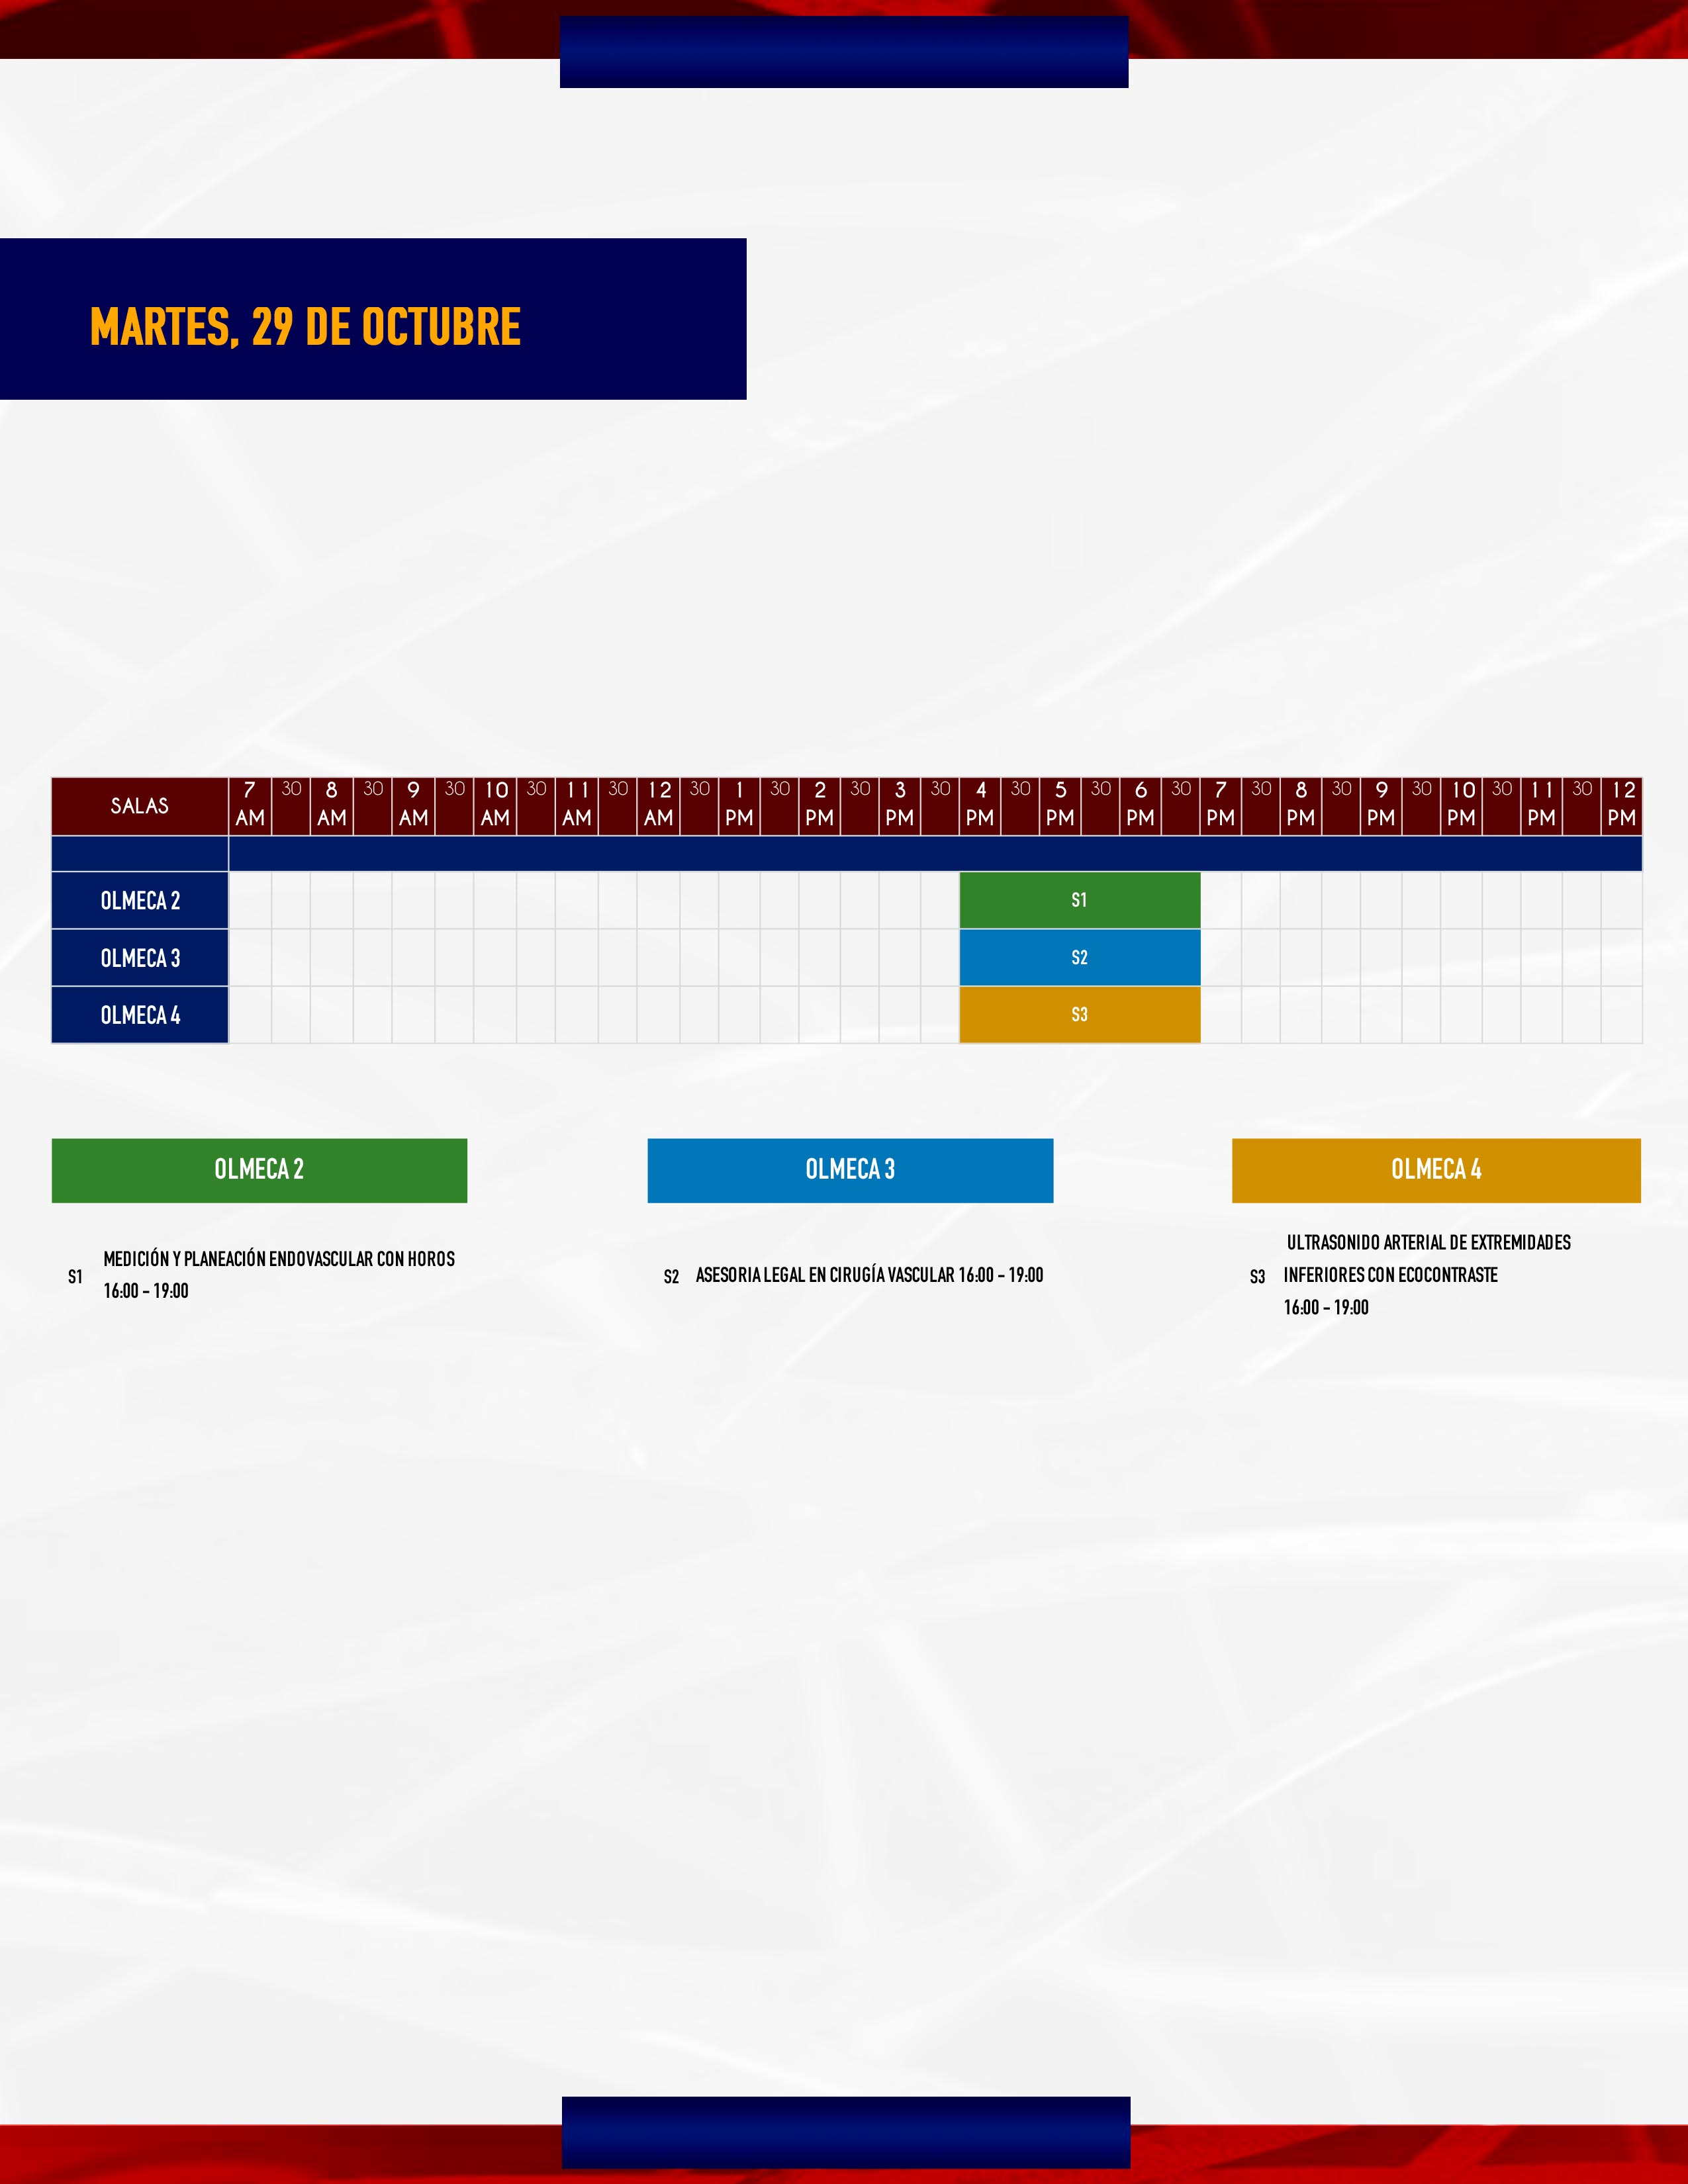 MARTES, 29 DE OCTUBRE
SALAS 7 AM 30 8 AM 30 9 AM 30 10 AM 30 11 AM 30 12 AM 30 1 PM 30 2 PM 30 3 PM 30 4 PM 30 5 PM 30 6 PM 30 7 PM 30 8 PM 30 9 PM 30 10 PM 30 11 PM 30 12 PM
OLMECA 2 S1
OLMECA 3 S2
OLMECA 4 S3
OLMECA 2
S1 MEDICIÓN Y PLANEACIÓN ENDOVASCULAR CON HOROS
16:00 - 19:00
OLMECA 3
S2 ASESORIA LEGAL EN CIRUGÍA VASCULAR 16:00 - 19:00
OLMECA 4
ULTRASONIDO ARTERIAL DE EXTREMIDADES
S3 INFERIORES CON ECOCONTRASTE
16:00 - 19:00